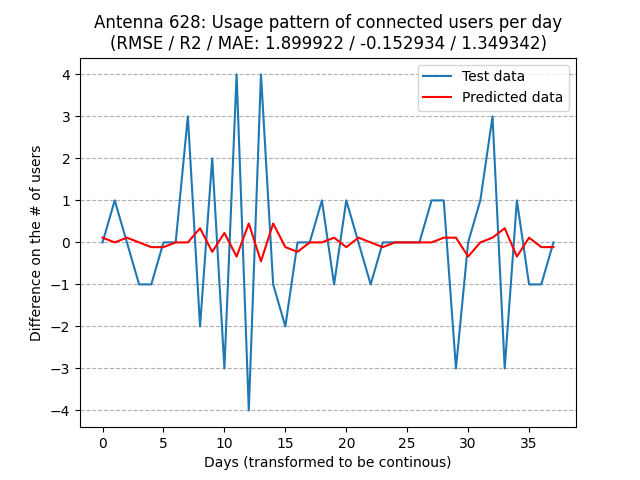 Antenna 628: Usage pattern of connected users per day
(RMSE / R2 / MAE: 1.899922 / -0.152934 / 1.349342)
Test data
Predicted data
4
3
2
1
0
−1
−2
−3
−4
Difference on the # of users
0 5 10 15 20 25 30 35
Days (transformed to be continous)